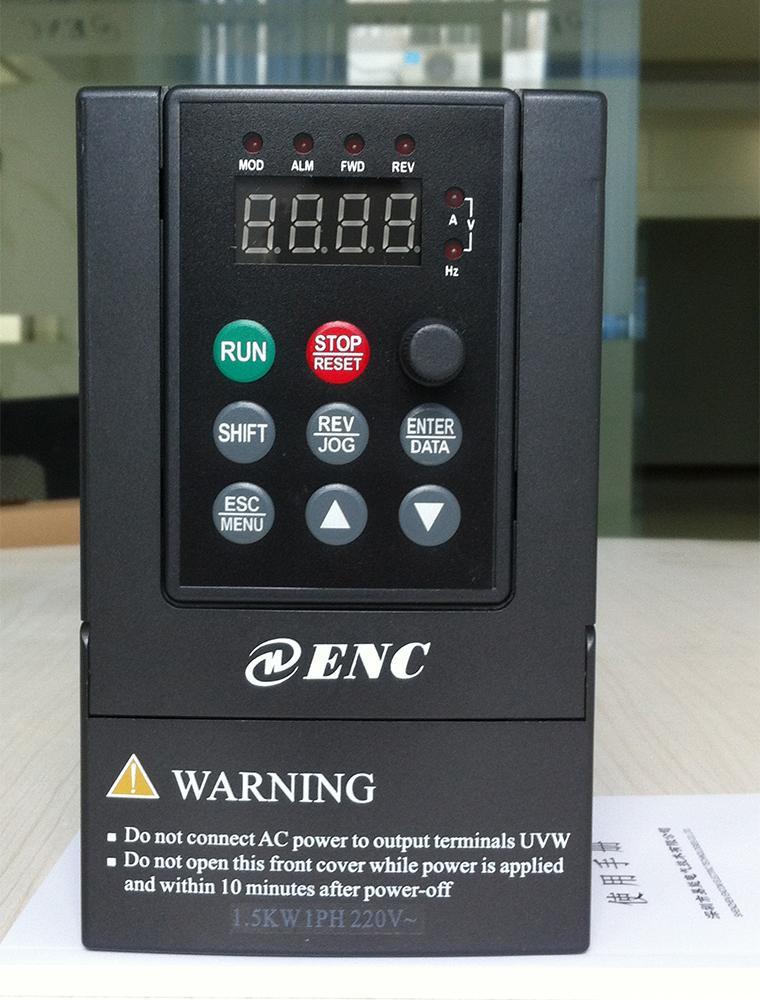 MOD ALM FWD REV
A
V
Hz
RUN
STOP
RESET
SHIFT
REV
JOG
ENTER
DATA
ESC
MENU
ENC
WARNING
▪ Do not connect AC power to output terminals UVW
▪ Do not open this front cover while power is applied
and within 10 minutes after power-off
1.5KW 1PH 220V~
使用手册